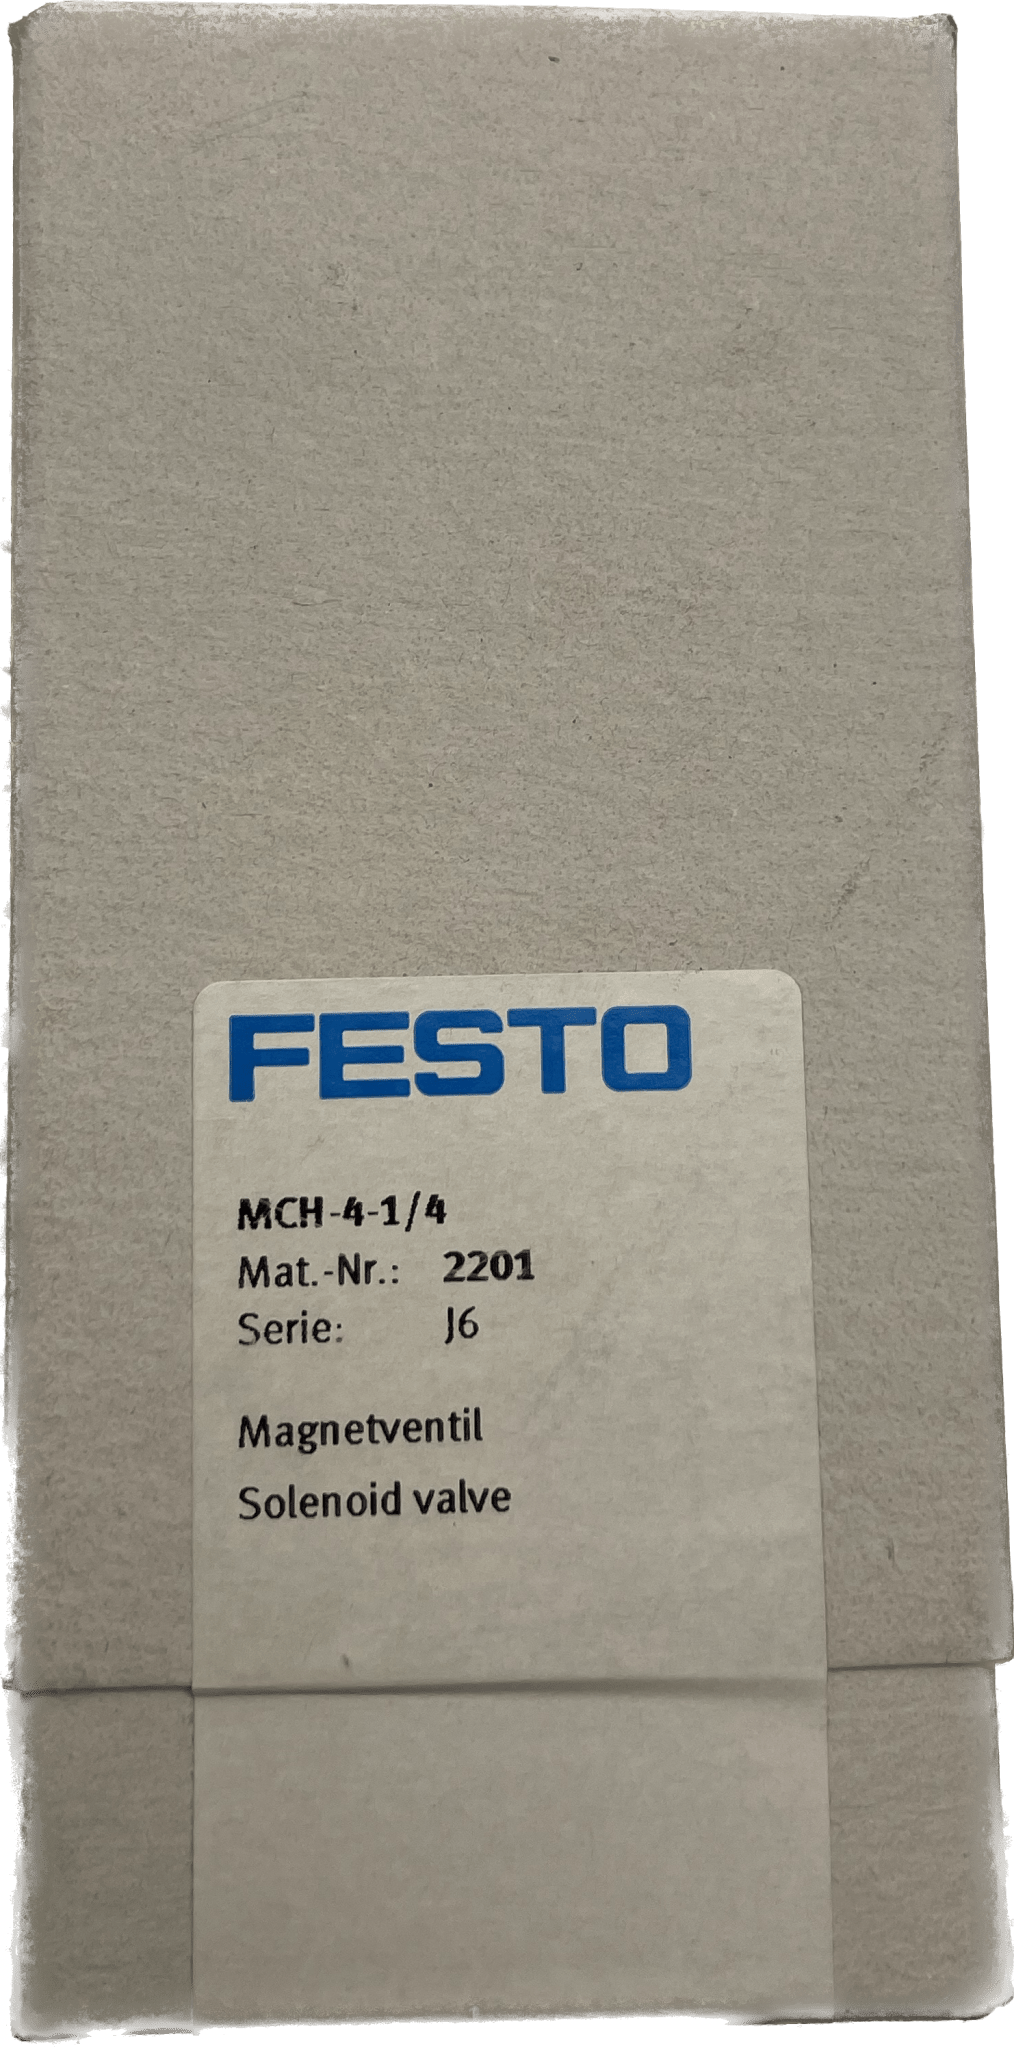 FESTO
MCH-4-1/4
Mat.-Nr.: 2201
Serie: J6
Magnetventil
Solenoid valve